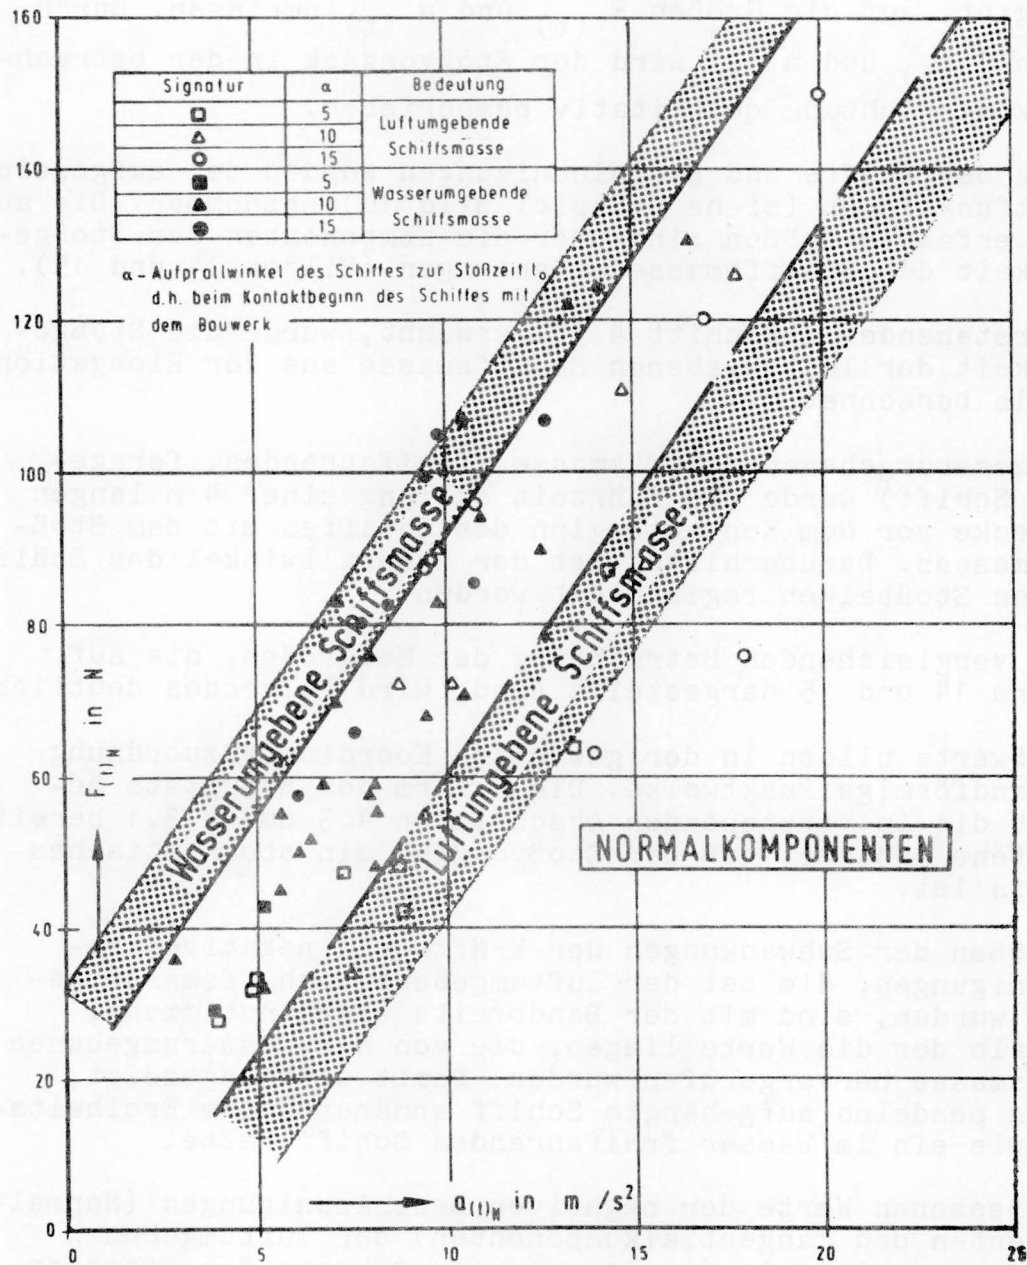 160
140
120
100
80
60
40
20
0
Signatur α Bedeutung
□ 5 Luftumgebende
△ 10 Schiffsmasse
○ 15
■ 5 Wasserumgebende
▲ 10 Schiffsmasse
● 15
α - Aufprallwinkel des Schiffes zur Stoßzeit t₀,
d.h. beim Kontaktbeginn des Schiffes mit
dem Bauwerk
F(t)H in N
Wasserumgebene Schiffsmasse
Luftumgebene Schiffsmasse
NORMALKOMPONENTEN
a(t)N in m /s²
0 5 10 15 20 25